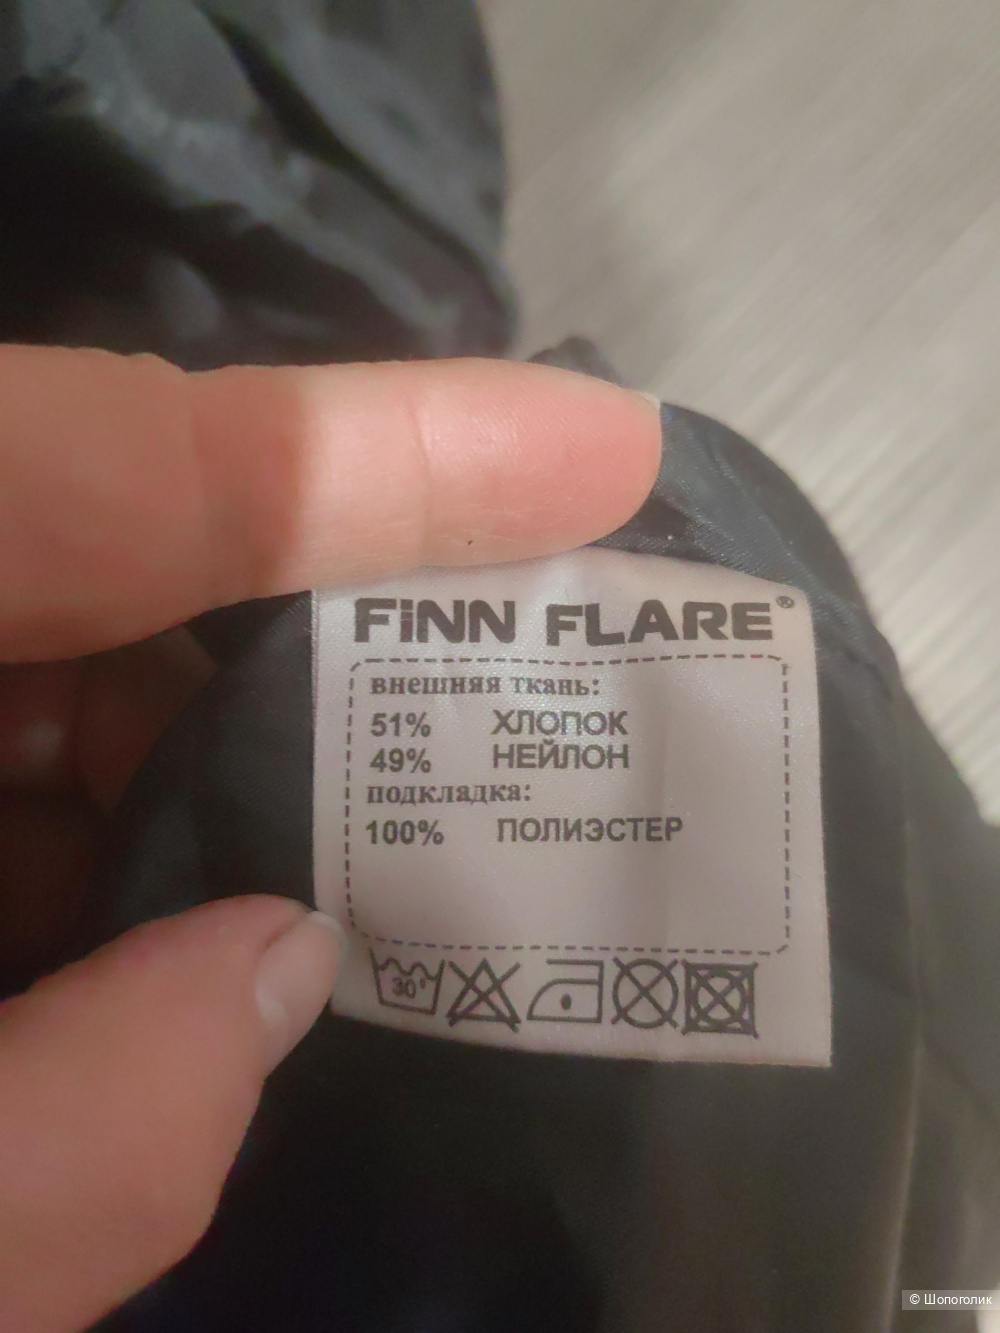 FiNN FLARE®
внешняя ткань:
51% ХЛОПОК
49% НЕЙЛОН
подкладка:
100% ПОЛИЭСТЕР
30°
© Шопоголик